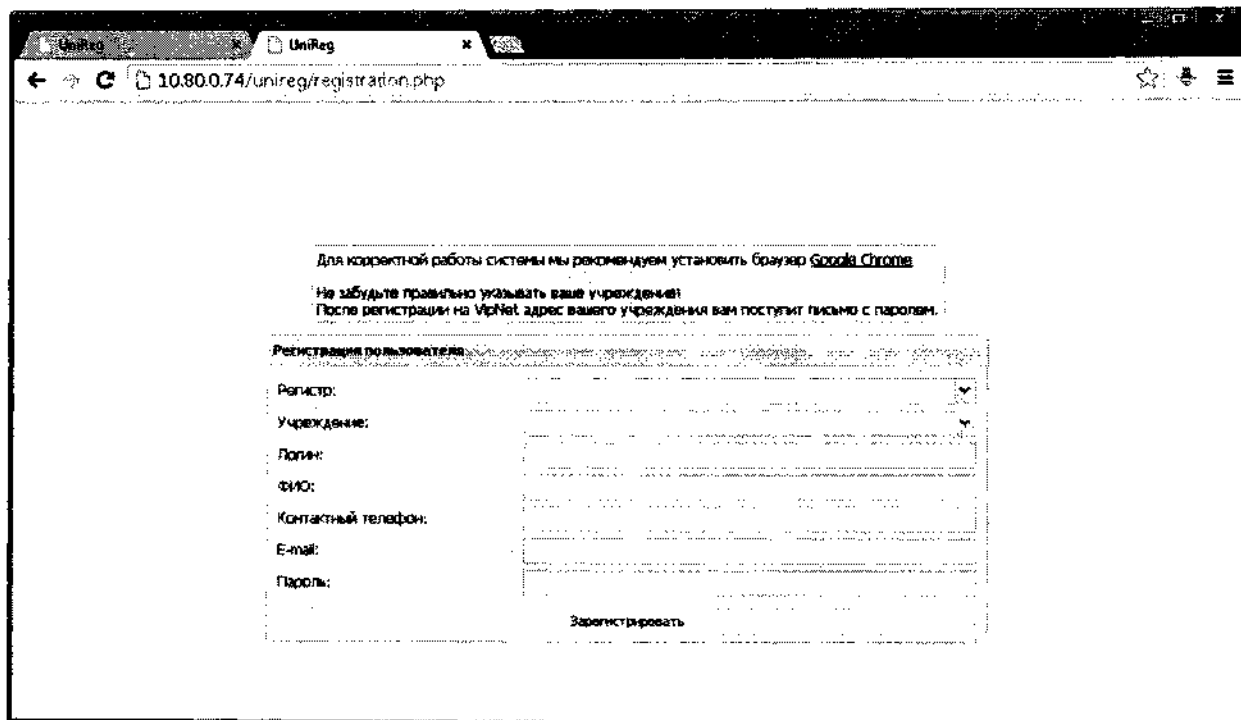 UniReg
UniReg
10.80.0.74/unireg/registration.php
Для корректной работы системы мы рекомендуем установить браузер Google Chrome
Не забудьте правильно указывать ваше учреждение!
После регистрации на VipNet адрес вашего учреждения вам поступит письмо с паролем.
Регистрация пользователя
Регистр:
Учреждение:
Логин:
ФИО:
Контактный телефон:
E-mail:
Пароль:
Зарегистрировать